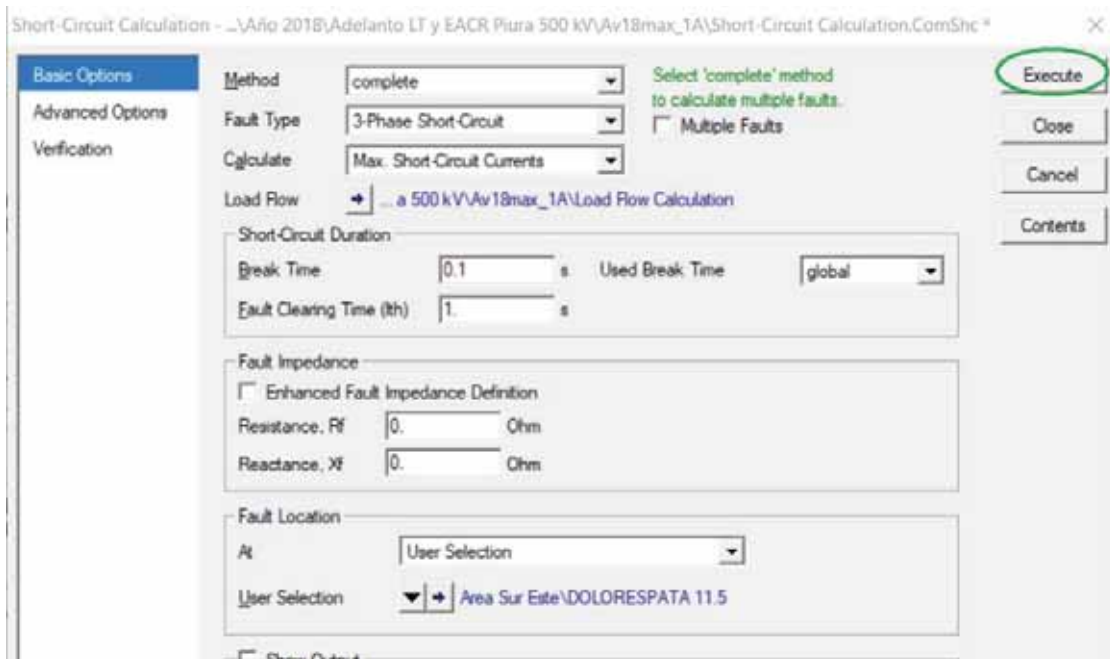 Short-Circuit Calculation - ...\Año 2018\Adelanto LT y EACR Piura 500 kV\Av18max_1A\Short-Circuit Calculation.ComShc *
Basic Options
Advanced Options
Verification
Method complete
Select 'complete' method
to calculate multiple faults.
Fault Type 3-Phase Short-Circuit
Multiple Faults
Calculate Max. Short-Circuit Currents
Load Flow ... a 500 kV\Av18max_1A\Load Flow Calculation
Short-Circuit Duration
Break Time 0.1 s Used Break Time global
Fault Clearing Time (Ith) 1. s
Fault Impedance
Enhanced Fault Impedance Definition
Resistance, Rf 0. Ohm
Reactance, Xf 0. Ohm
Fault Location
At User Selection
User Selection Area Sur Este\DOLORESPATA 11.5
Show Output
Execute
Close
Cancel
Contents